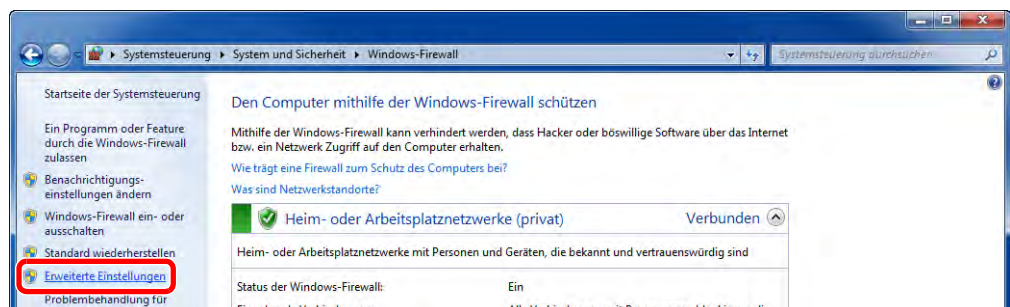 Systemsteuerung ▸ System und Sicherheit ▸ Windows-Firewall
Systemsteuerung durchsuchen
Startseite der Systemsteuerung
Ein Programm oder Feature
durch die Windows-Firewall
zulassen
Benachrichtigungs-
einstellungen ändern
Windows-Firewall ein- oder
ausschalten
Standard wiederherstellen
Erweiterte Einstellungen
Problembehandlung für
Den Computer mithilfe der Windows-Firewall schützen
Mithilfe der Windows-Firewall kann verhindert werden, dass Hacker oder böswillige Software über das Internet
bzw. ein Netzwerk Zugriff auf den Computer erhalten.
Wie trägt eine Firewall zum Schutz des Computers bei?
Was sind Netzwerkstandorte?
Heim- oder Arbeitsplatznetzwerke (privat) Verbunden
Heim- oder Arbeitsplatznetzwerke mit Personen und Geräten, die bekannt und vertrauenswürdig sind
Status der Windows-Firewall: Ein